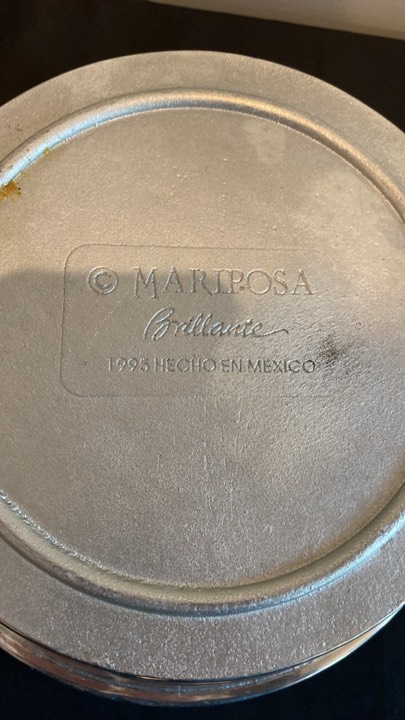 © MARIPOSA
Brillante
1995 HECHO EN MEXICO